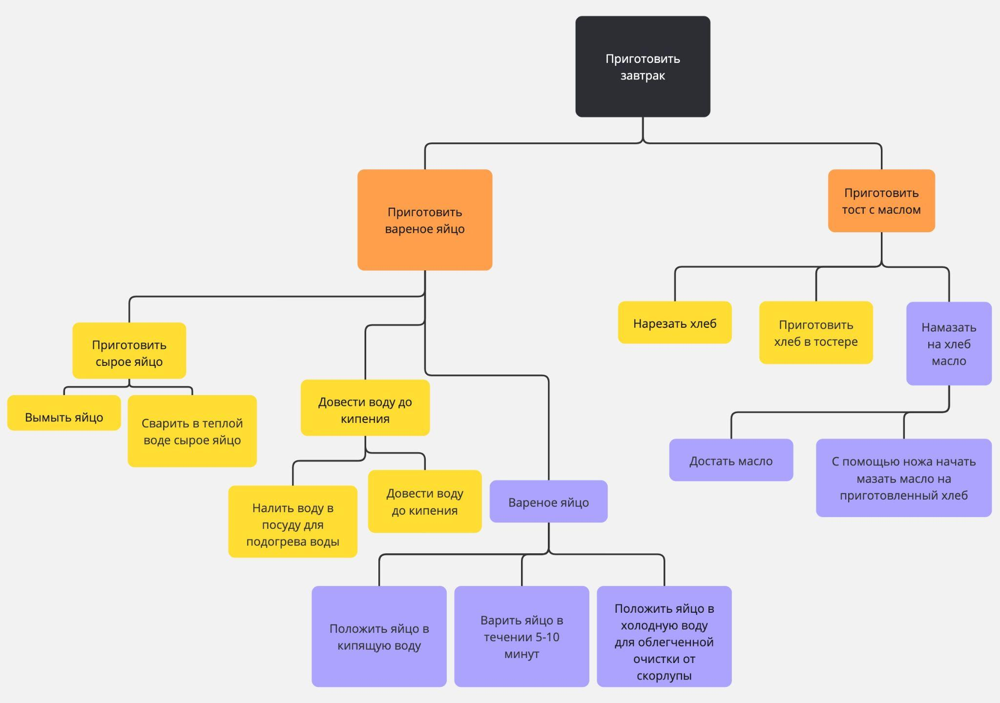 Приготовить
завтрак
Приготовить
вареное яйцо
Приготовить
тост с маслом
Приготовить
сырое яйцо
Вымыть яйцо
Сварить в теплой
воде сырое яйцо
Довести воду до
кипения
Налить воду в
посуду для
подогрева воды
Довести воду
до кипения
Вареное яйцо
Положить яйцо в
кипящую воду
Варить яйцо в
течении 5-10
минут
Положить яйцо в
холодную воду
для облегченной
очистки от
скорлупы
Нарезать хлеб
Приготовить
хлеб в тостере
Намазать
на хлеб
масло
Достать масло
С помощью ножа начать
мазать масло на
приготовленный хлеб